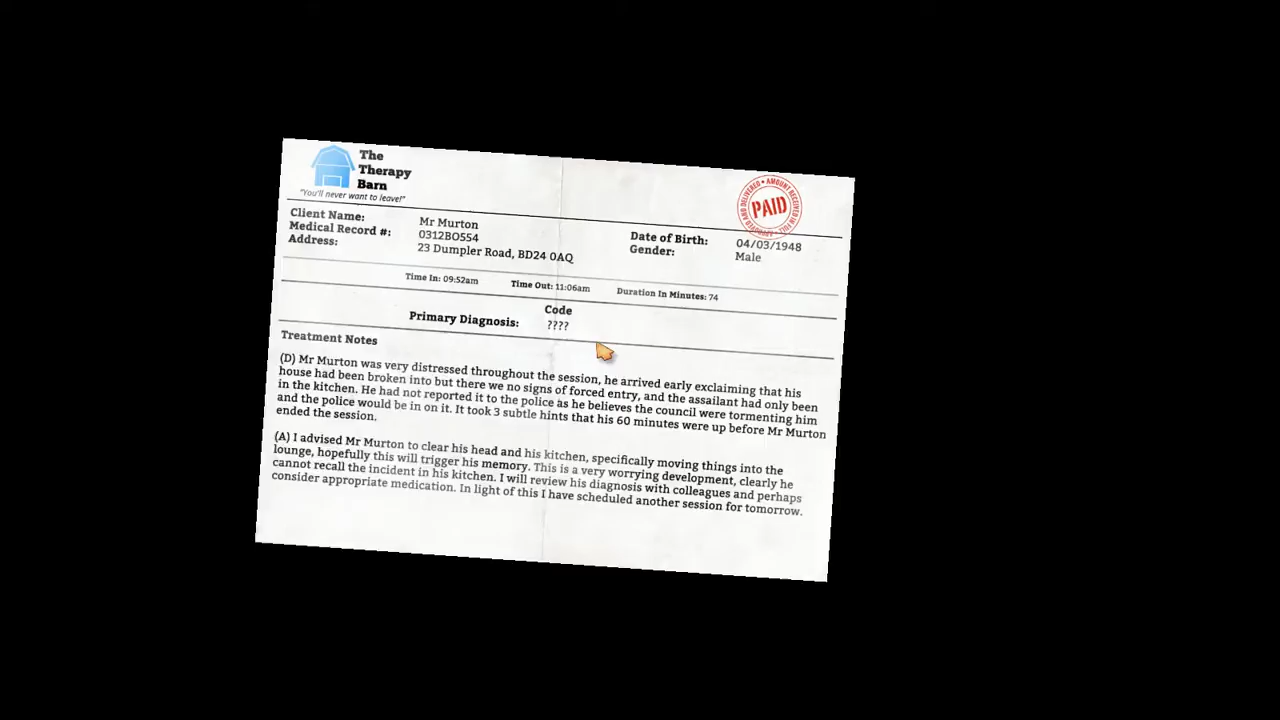 The
Therapy
Barn
"You'll never want to leave!"
AND DELIVERED • AMOUNT RECEIVED IN FULL
PAID
Client Name: Mr Murton
Medical Record #: 0312BO554
Address: 23 Dumpler Road, BD24 0AQ
Date of Birth: 04/03/1948
Gender: Male
Time In: 09:52am Time Out: 11:06am Duration In Minutes: 74
Code
Primary Diagnosis: ????
Treatment Notes
(D) Mr Murton was very distressed throughout the session, he arrived early exclaiming that his
house had been broken into but there we no signs of forced entry, and the assailant had only been
in the kitchen. He had not reported it to the police as he believes the council were tormenting him
and the police would be in on it. It took 3 subtle hints that his 60 minutes were up before Mr Murton
ended the session.
(A) I advised Mr Murton to clear his head and his kitchen, specifically moving things into the
lounge, hopefully this will trigger his memory. This is a very worrying development, clearly he
cannot recall the incident in his kitchen. I will review his diagnosis with colleagues and perhaps
consider appropriate medication. In light of this I have scheduled another session for tomorrow.